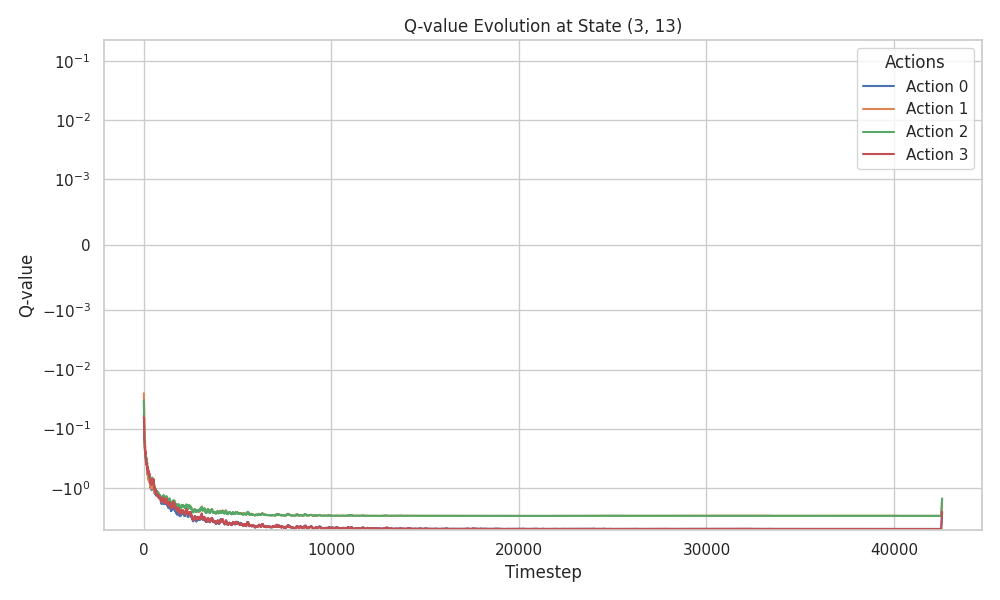 Q-value Evolution at State (3, 13)
Actions
Action 0
Action 1
Action 2
Action 3
10⁻¹
10⁻²
10⁻³
0
−10⁻³
−10⁻²
−10⁻¹
−10⁰
Q-value
0
10000
20000
30000
40000
Timestep